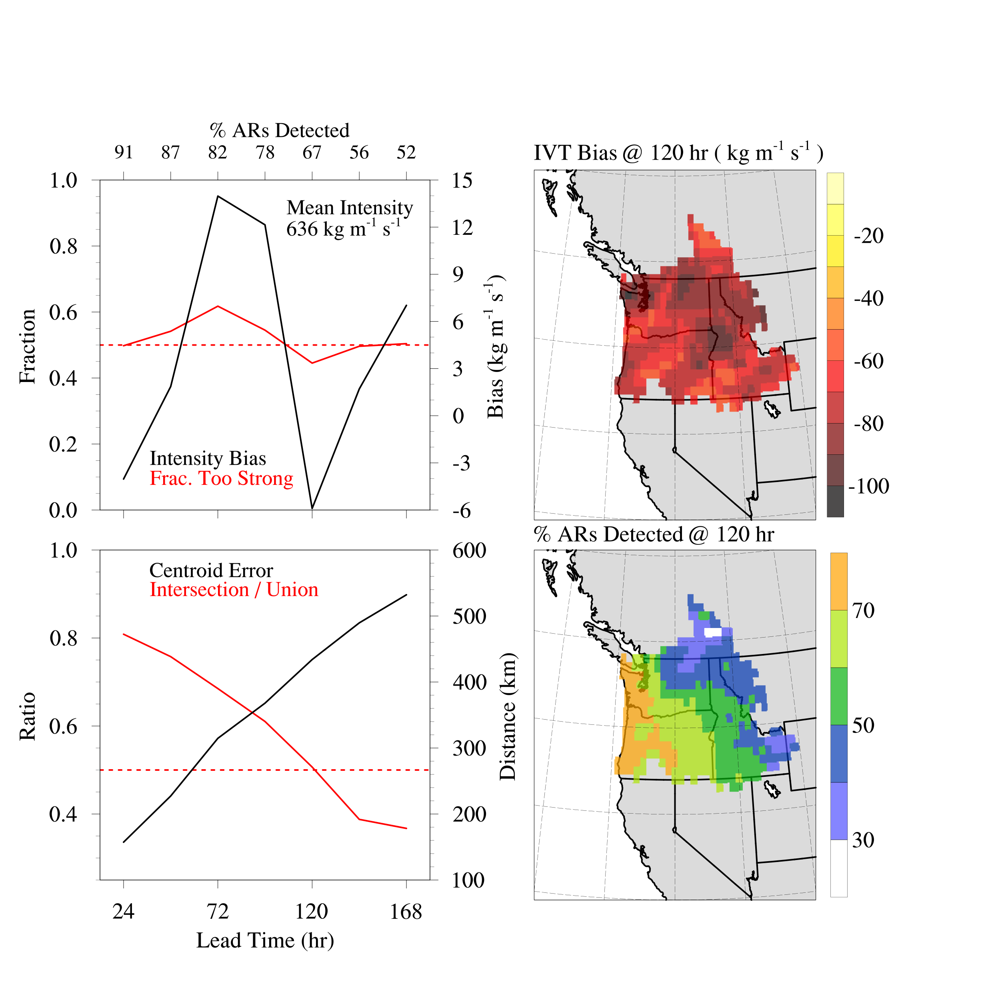 % ARs Detected
91 87 82 78 67 56 52
1.0
0.8
0.6
0.4
0.2
0.0
Fraction
15
12
9
6
3
0
-3
-6
Bias (kg m-1 s-1)
Mean Intensity
636 kg m-1 s-1
Intensity Bias
Frac. Too Strong
IVT Bias @ 120 hr ( kg m-1 s-1 )
-20
-40
-60
-80
-100
1.0
0.8
0.6
0.4
Ratio
Centroid Error
Intersection / Union
600
500
400
300
200
100
Distance (km)
24 72 120 168
Lead Time (hr)
% ARs Detected @ 120 hr
70
50
30